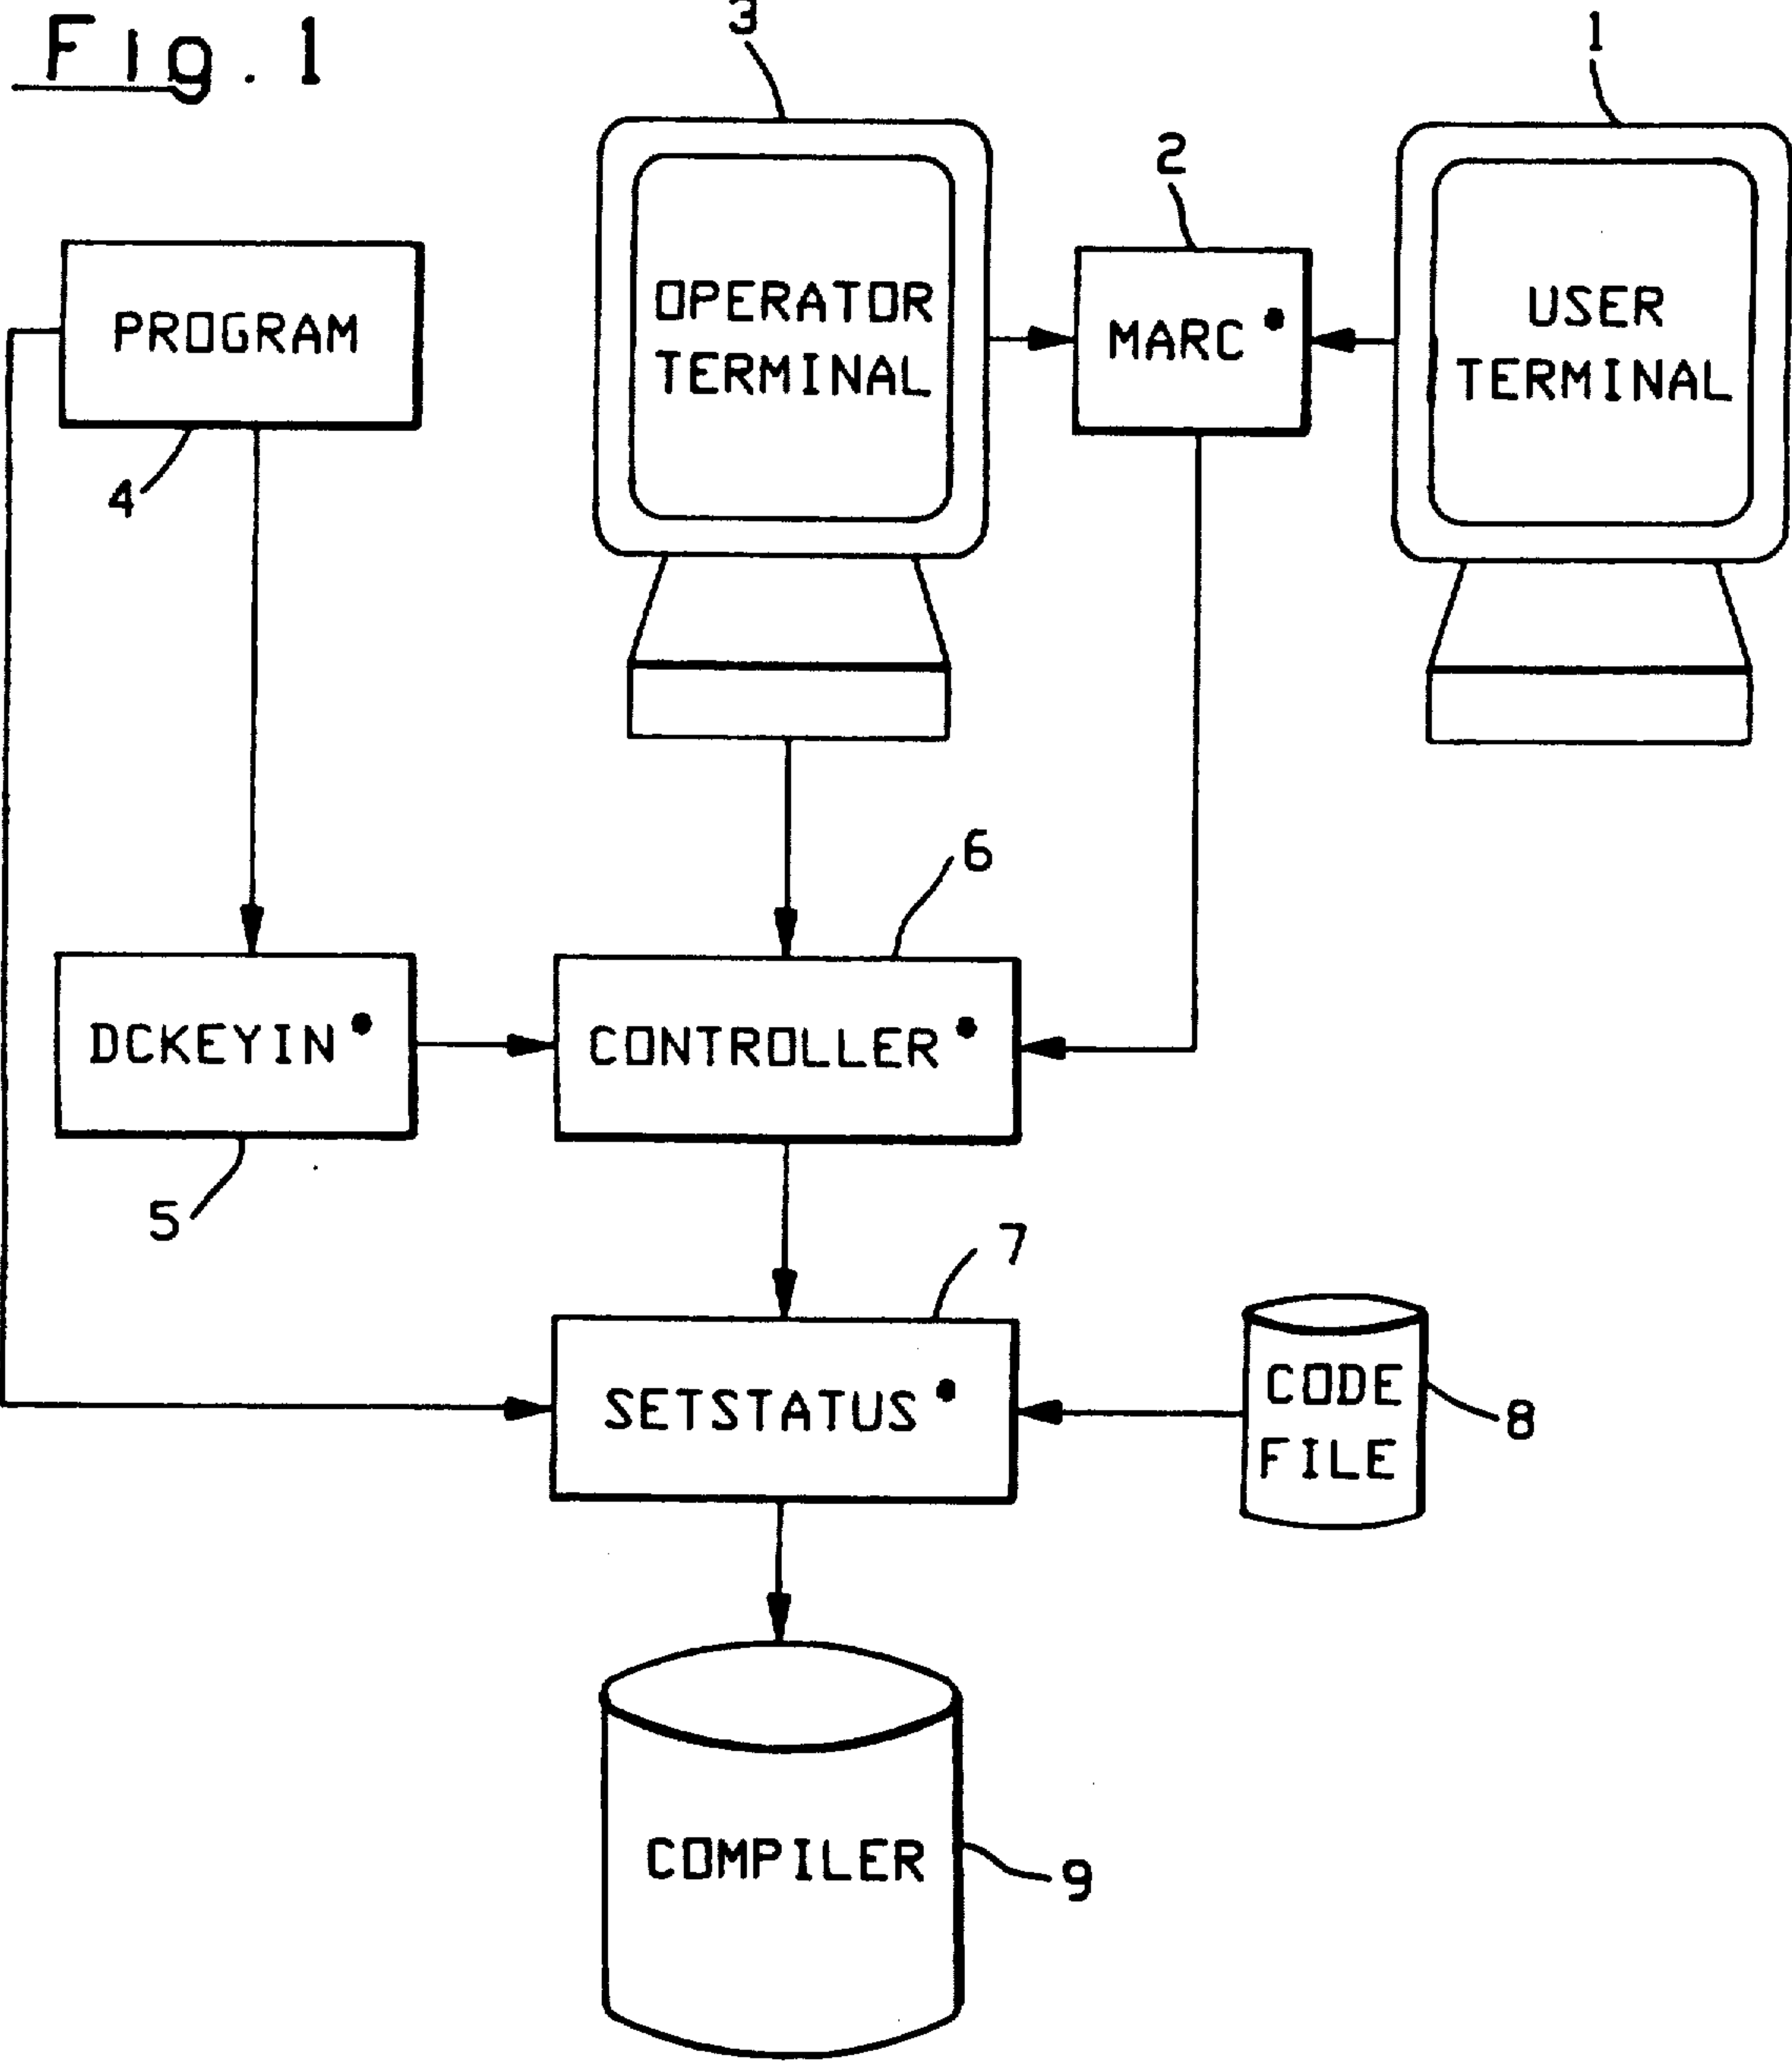 Fig. 1
3
1
2
OPERATOR
TERMINAL
MARC •
USER
TERMINAL
PROGRAM
4
6
DCKEYIN •
CONTROLLER •
5
7
SETSTATUS •
CODE
FILE
8
COMPILER
9